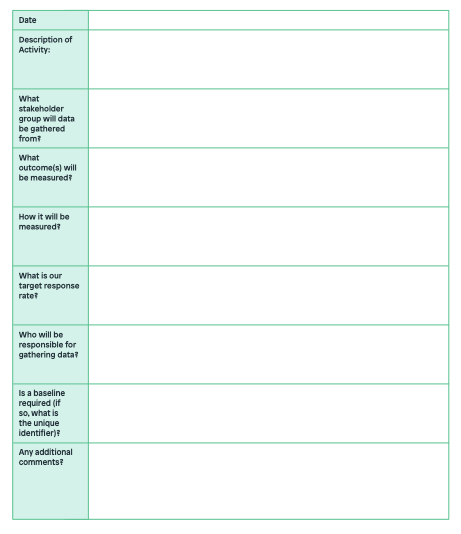 Date
Description of
Activity:
What
stakeholder
group will data
be gathered
from?
What
outcome(s) will
be measured?
How it will be
measured?
What is our
target response
rate?
Who will be
responsible for
gathering data?
Is a baseline
required (if
so, what is
the unique
identifier)?
Any additional
comments?